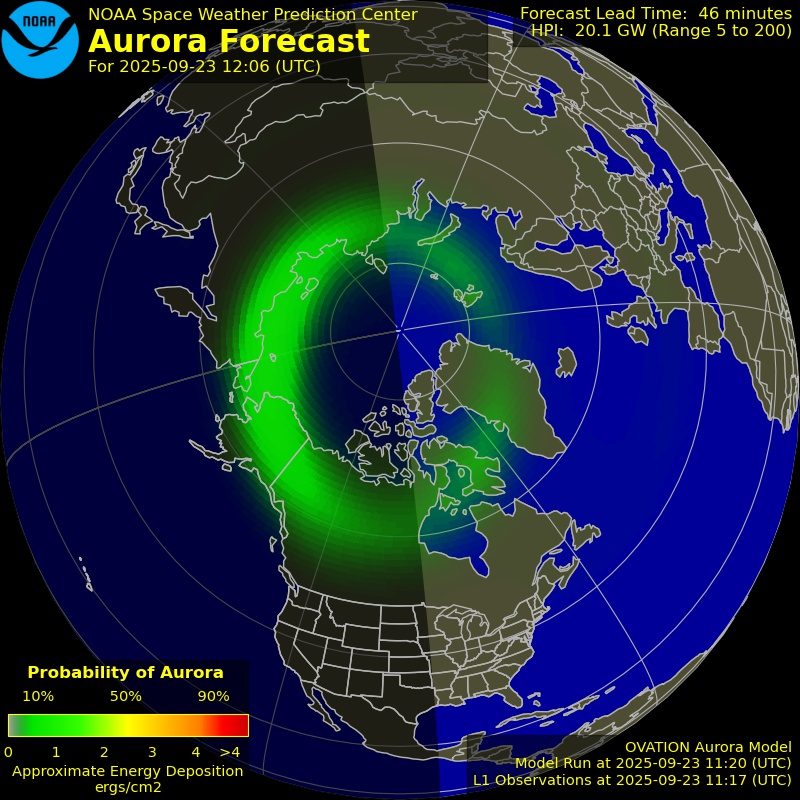 NOAA
NOAA Space Weather Prediction Center
Aurora Forecast
For 2025-09-23 12:06 (UTC)
Forecast Lead Time: 46 minutes
HPI: 20.1 GW (Range 5 to 200)
Probability of Aurora
10% 50% 90%
0 1 2 3 4 >4
Approximate Energy Deposition
ergs/cm2
OVATION Aurora Model
Model Run at 2025-09-23 11:20 (UTC)
L1 Observations at 2025-09-23 11:17 (UTC)